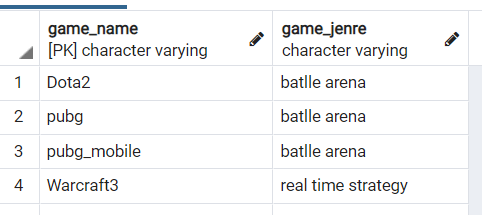 game_name game_jenre
[PK] character varying character varying
1 Dota2 batlle arena
2 pubg batlle arena
3 pubg_mobile batlle arena
4 Warcraft3 real time strategy